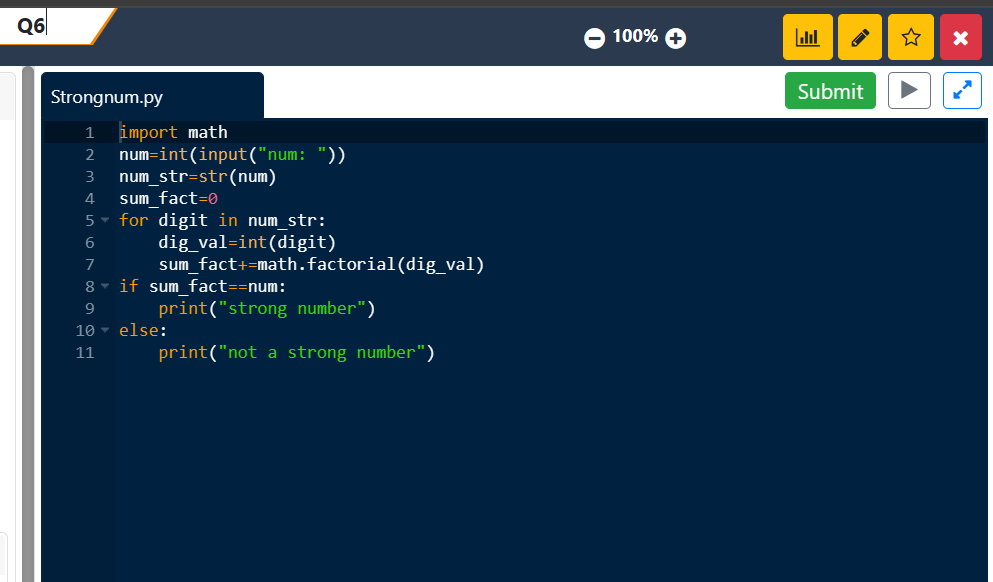 Q6
100%
Submit
Strongnum.py
1 import math
2 num=int(input("num: "))
3 num_str=str(num)
4 sum_fact=0
5 for digit in num_str:
6     dig_val=int(digit)
7     sum_fact+=math.factorial(dig_val)
8 if sum_fact==num:
9     print("strong number")
10 else:
11     print("not a strong number")